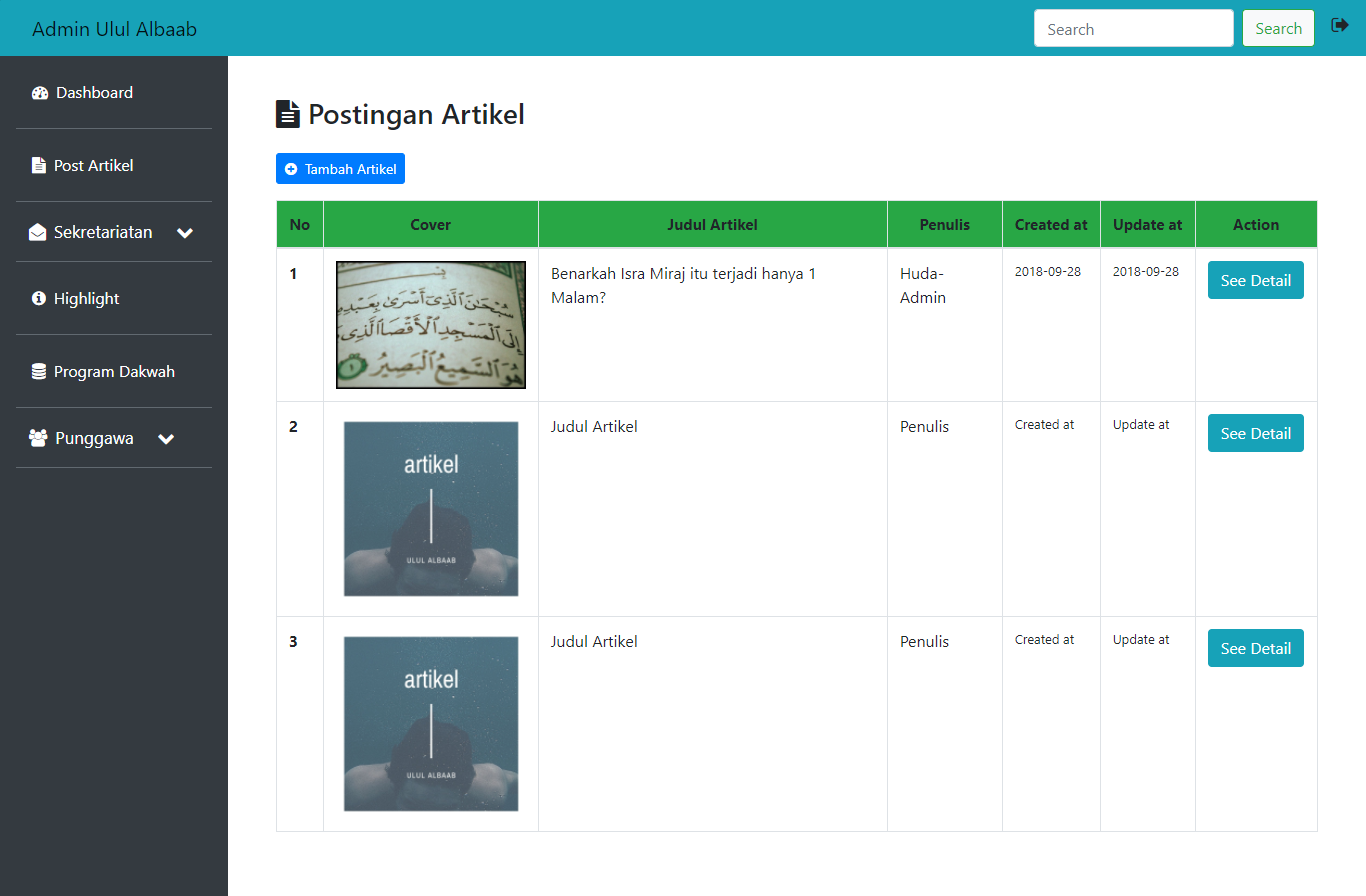 Admin Ulul Albaab
Search
Search
Dashboard
Post Artikel
Sekretariatan
Highlight
Program Dakwah
Punggawa
Postingan Artikel
Tambah Artikel
No Cover Judul Artikel Penulis Created at Update at Action
1
سُبْحَٰنَ ٱلَّذِىٓ أَسْرَىٰ بِعَبْدِهِ
إِلَى ٱلْمَسْجِدِ ٱلْأَقْصَا ٱلَّذِى
هُوَ ٱلسَّمِيعُ ٱلْبَصِيرُ ١
Benarkah Isra Miraj itu terjadi hanya 1
Malam?
Huda-
Admin
2018-09-28
2018-09-28
See Detail
2
artikel
ULUL ALBAAB
Judul Artikel
Penulis
Created at
Update at
See Detail
3
artikel
ULUL ALBAAB
Judul Artikel
Penulis
Created at
Update at
See Detail